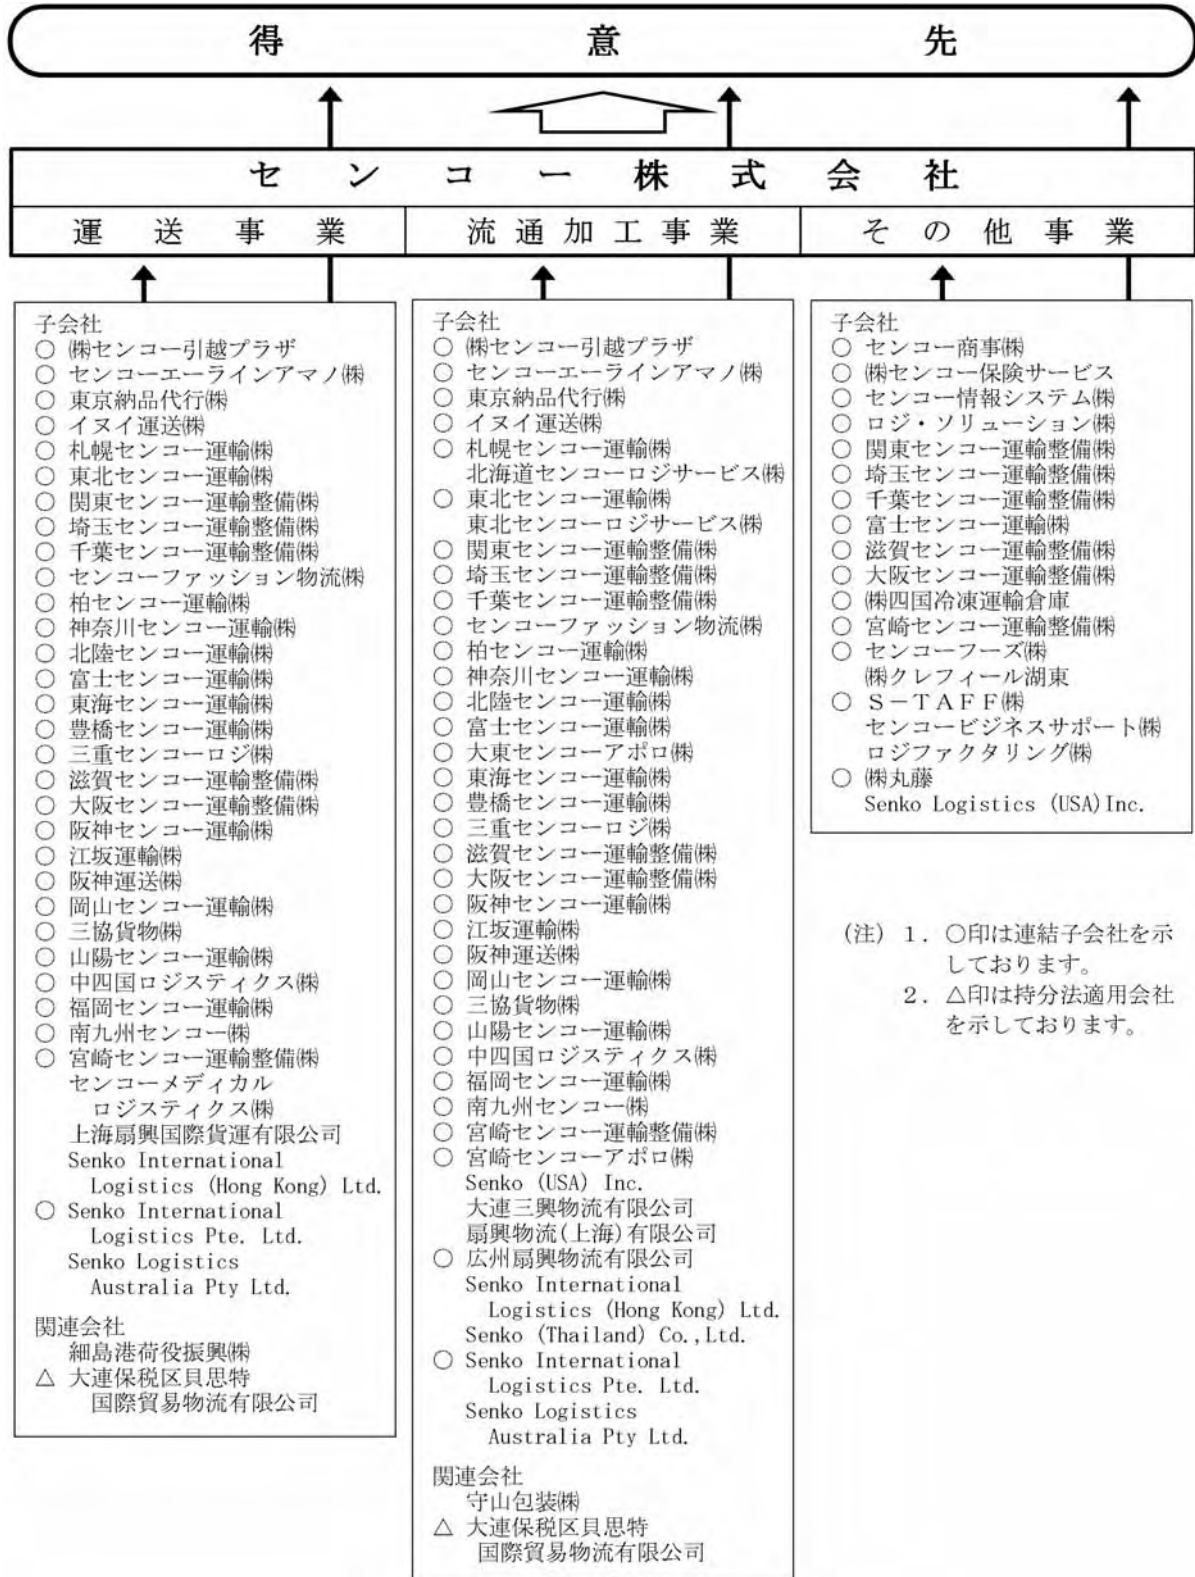 得意先
センコー株式会社
運送事業
流通加工事業
その他事業
子会社
○ ㈱センコー引越プラザ
○ センコーエーラインアマノ㈱
○ 東京納品代行㈱
○ イヌイ運送㈱
○ 札幌センコー運輸㈱
○ 東北センコー運輸㈱
○ 関東センコー運輸整備㈱
○ 埼玉センコー運輸整備㈱
○ 千葉センコー運輸整備㈱
○ センコーファッション物流㈱
○ 柏センコー運輸㈱
○ 神奈川センコー運輸㈱
○ 北陸センコー運輸㈱
○ 富士センコー運輸㈱
○ 東海センコー運輸㈱
○ 豊橋センコー運輸㈱
○ 三重センコーロジ㈱
○ 滋賀センコー運輸整備㈱
○ 大阪センコー運輸整備㈱
○ 阪神センコー運輸㈱
○ 江坂運輸㈱
○ 阪神運送㈱
○ 岡山センコー運輸㈱
○ 三協貨物㈱
○ 山陽センコー運輸㈱
○ 中四国ロジスティクス㈱
○ 福岡センコー運輸㈱
○ 南九州センコー㈱
○ 宮崎センコー運輸整備㈱
センコーメディカル
ロジスティクス㈱
上海扇興国際貨運有限公司
Senko International
Logistics (Hong Kong) Ltd.
○ Senko International
Logistics Pte. Ltd.
Senko Logistics
Australia Pty Ltd.
関連会社
細島港荷役振興㈱
△ 大連保税区貝思特
国際貿易物流有限公司
子会社
○ ㈱センコー引越プラザ
○ センコーエーラインアマノ㈱
○ 東京納品代行㈱
○ イヌイ運送㈱
○ 札幌センコー運輸㈱
北海道センコーロジサービス㈱
○ 東北センコー運輸㈱
東北センコーロジサービス㈱
○ 関東センコー運輸整備㈱
○ 埼玉センコー運輸整備㈱
○ 千葉センコー運輸整備㈱
○ センコーファッション物流㈱
○ 柏センコー運輸㈱
○ 神奈川センコー運輸㈱
○ 北陸センコー運輸㈱
○ 富士センコー運輸㈱
○ 大東センコーアポロ㈱
○ 東海センコー運輸㈱
○ 豊橋センコー運輸㈱
○ 三重センコーロジ㈱
○ 滋賀センコー運輸整備㈱
○ 大阪センコー運輸整備㈱
○ 阪神センコー運輸㈱
○ 江坂運輸㈱
○ 阪神運送㈱
○ 岡山センコー運輸㈱
○ 三協貨物㈱
○ 山陽センコー運輸㈱
○ 中四国ロジスティクス㈱
○ 福岡センコー運輸㈱
○ 南九州センコー㈱
○ 宮崎センコー運輸整備㈱
○ 宮崎センコーアポロ㈱
Senko (USA) Inc.
大連三興物流有限公司
扇興物流(上海)有限公司
○ 広州扇興物流有限公司
Senko International
Logistics (Hong Kong) Ltd.
Senko (Thailand) Co.,Ltd.
○ Senko International
Logistics Pte. Ltd.
Senko Logistics
Australia Pty Ltd.
関連会社
守山包装㈱
△ 大連保税区貝思特
国際貿易物流有限公司
子会社
○ センコー商事㈱
○ ㈱センコー保険サービス
○ センコー情報システム㈱
○ ロジ・ソリューション㈱
○ 関東センコー運輸整備㈱
○ 埼玉センコー運輸整備㈱
○ 千葉センコー運輸整備㈱
○ 富士センコー運輸㈱
○ 滋賀センコー運輸整備㈱
○ 大阪センコー運輸整備㈱
○ ㈱四国冷凍運輸倉庫
○ 宮崎センコー運輸整備㈱
○ センコーフーズ㈱
㈱クレフィール湖東
○ S－TAFF㈱
センコービジネスサポート㈱
ロジファクタリング㈱
○ ㈱丸藤
Senko Logistics (USA)Inc.
(注) 1. ○印は連結子会社を示
しております。
2. △印は持分法適用会社
を示しております。